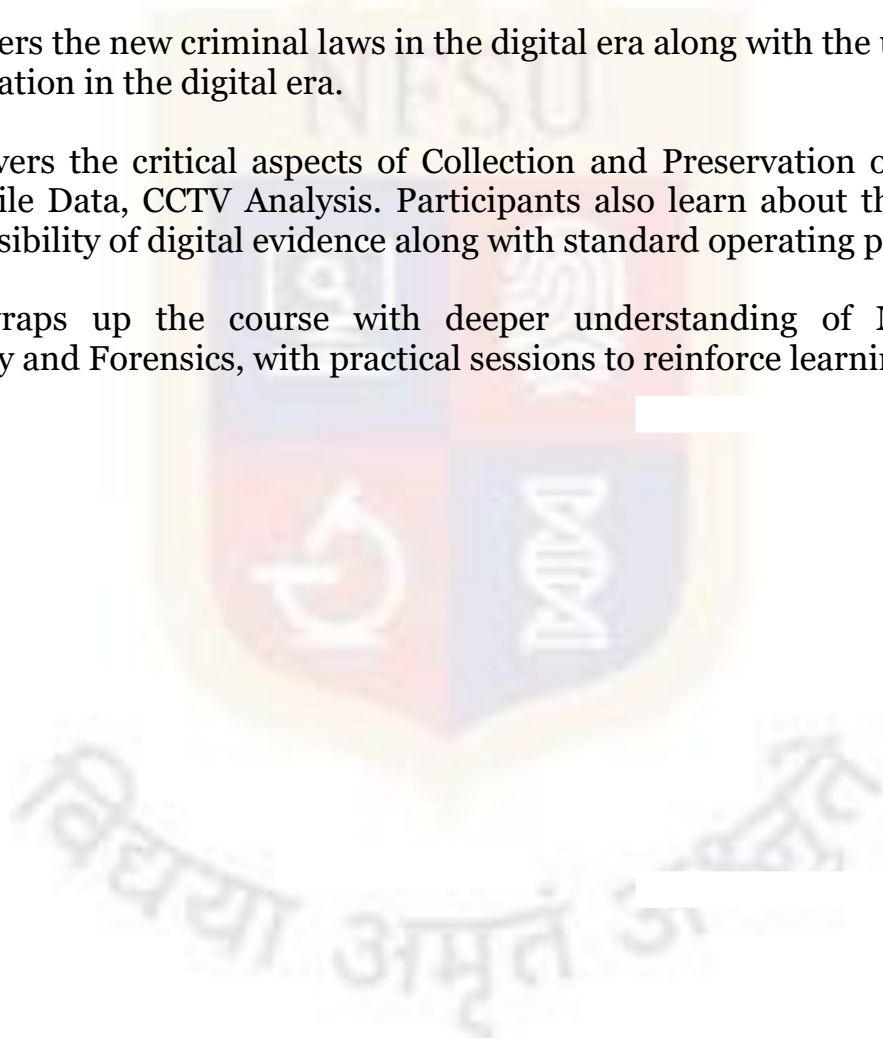 NFSU
ers the new criminal laws in the digital era along with the
ation in the digital era.
vers the critical aspects of Collection and Preservation
ile Data, CCTV Analysis. Participants also learn about
sibility of digital evidence along with standard operating
raps up the course with deeper understanding of
y and Forensics, with practical sessions to reinforce
विद्यया अमृतं अश्नुते